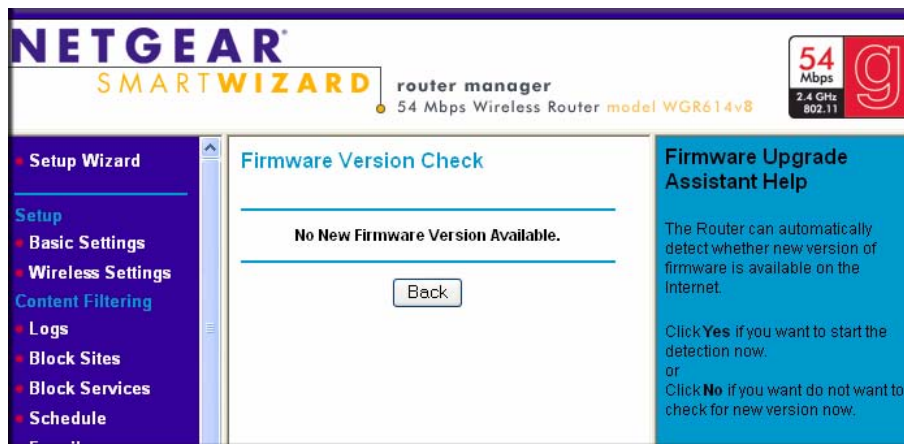 NETGEAR
SMARTWIZARD
router manager
54 Mbps Wireless Router model WGR614v8
54
Mbps
2.4 GHz
802.11
g
Setup Wizard
Setup
Basic Settings
Wireless Settings
Content Filtering
Logs
Block Sites
Block Services
Schedule
Firmware Version Check
No New Firmware Version Available.
Back
Firmware Upgrade
Assistant Help
The Router can automatically
detect whether new version of
firmware is available on the
Internet.
Click Yes if you want to start the
detection now.
or
Click No if you want do not want to
check for new version now.